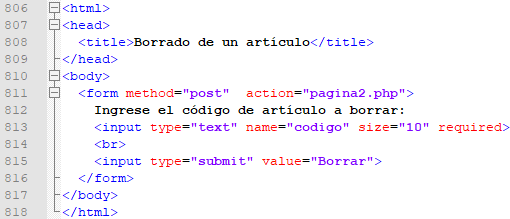 806 <html>
807 <head>
808 <title>Borrado de un artículo</title>
809 </head>
810 <body>
811 <form method="post"  action="pagina2.php">
812 Ingrese el código de artículo a borrar:
813 <input type="text" name="codigo" size="10" required>
814 <br>
815 <input type="submit" value="Borrar">
816 </form>
817 </body>
818 </html>